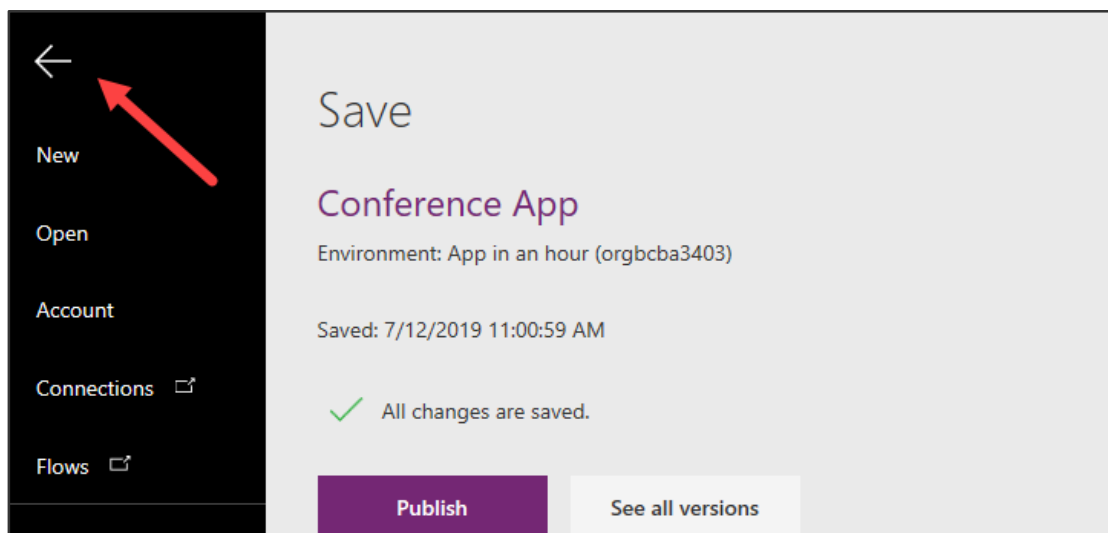 New
Open
Account
Connections
Flows
Save
Conference App
Environment: App in an hour (orgbcba3403)
Saved: 7/12/2019 11:00:59 AM
All changes are saved.
Publish
See all versions